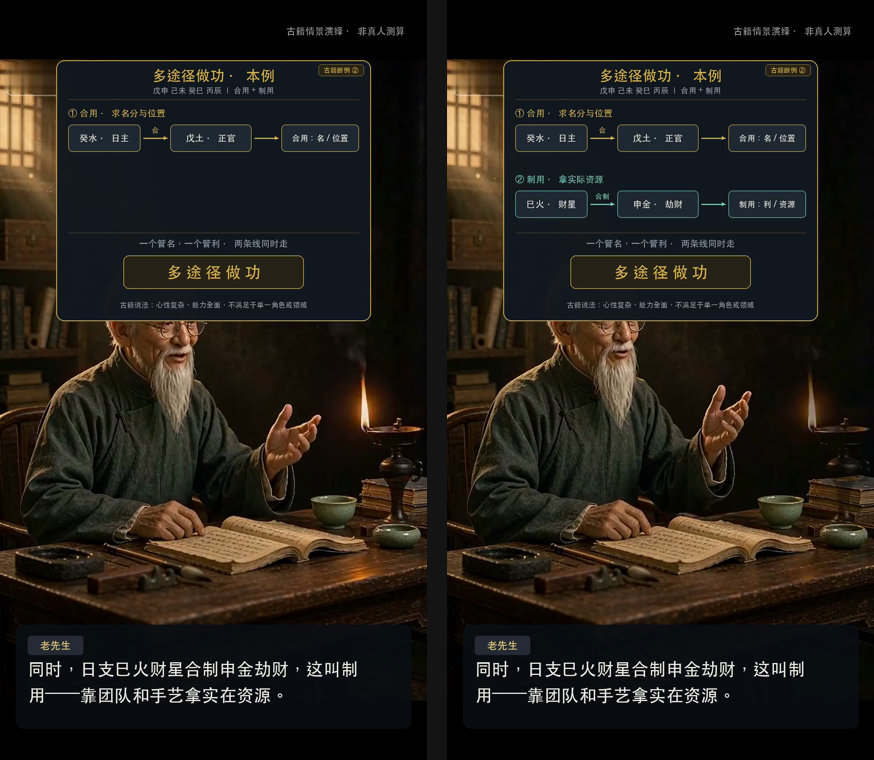 古籍情景演绎 · 非真人测算
多途径做功 · 本例
古籍断例 ②
戊申 己未 癸巳 丙辰 | 合用 + 制用
① 合用 · 求名分与位置
癸水 · 日主
合
戊土 · 正官
合用：名 / 位置
一个管名，一个管利 · 两条线同时走
多途径做功
古籍说法：心性复杂 · 能力全面 · 不满足于单一角色或领域
老先生
同时，日支巳火财星合制申金劫财，这叫制
用——靠团队和手艺拿实在资源。
古籍情景演绎 · 非真人测算
多途径做功 · 本例
古籍断例 ②
戊申 己未 癸巳 丙辰 | 合用 + 制用
① 合用 · 求名分与位置
癸水 · 日主
合
戊土 · 正官
合用：名 / 位置
② 制用 · 拿实际资源
巳火 · 财星
合制
申金 · 劫财
制用：利 / 资源
一个管名，一个管利 · 两条线同时走
多途径做功
古籍说法：心性复杂 · 能力全面 · 不满足于单一角色或领域
老先生
同时，日支巳火财星合制申金劫财，这叫制
用——靠团队和手艺拿实在资源。